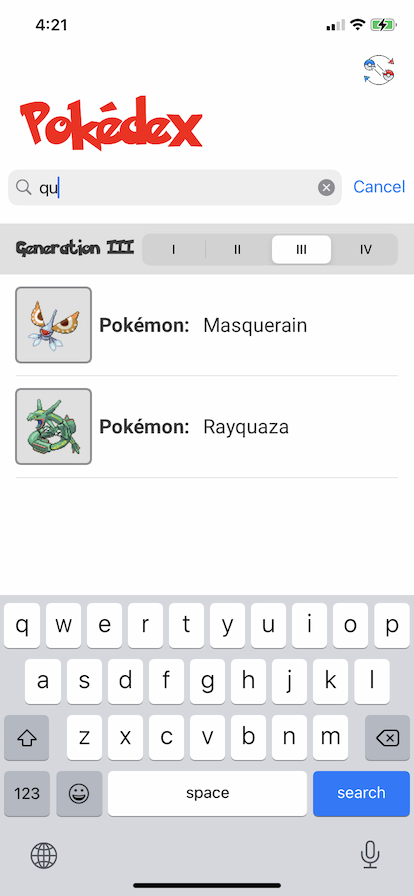 4:21
Pokédex
qu
Cancel
Generation III
I II III IV
Pokémon: Masquerain
Pokémon: Rayquaza
q w e r t y u i o p
a s d f g h j k l
z x c v b n m
123 space search